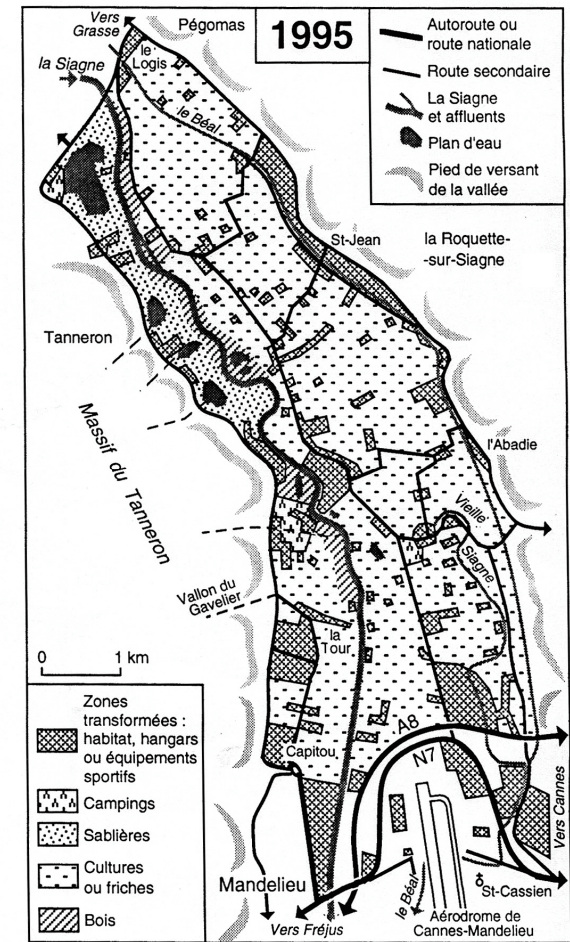 Vers
Grasse
Pégomas
1995
Autoroute ou
route nationale
Route secondaire
La Siagne
et affluents
Plan d'eau
Pied de versant
de la vallée
le
Logis
la Siagne
le Béal
St-Jean
la Roquette-
-sur-Siagne
Tanneron
Massif du Tanneron
l'Abadie
Vieille
Siagne
Vallon du
Gavelier
la
Tour
0 1 km
Zones
transformées :
habitat, hangars
ou équipements
sportifs
Campings
Sablières
Cultures
ou friches
Bois
Capitou
A8
N7
Vers Cannes
Mandelieu
Vers Fréjus
le Béal
St-Cassien
Aérodrome de
Cannes-Mandelieu